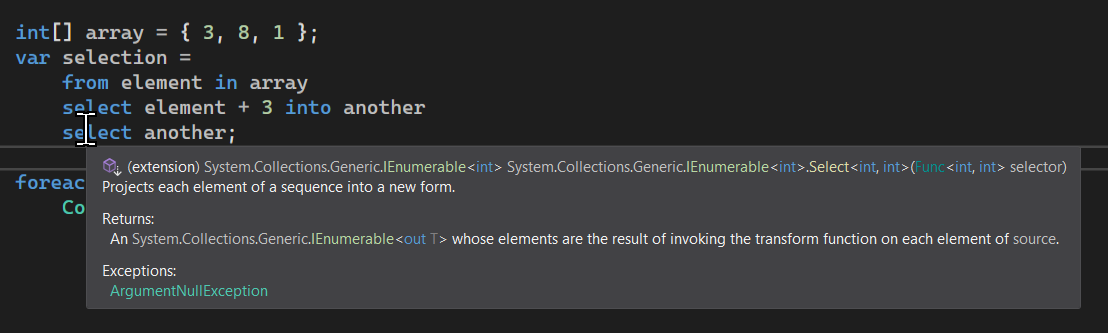 int[] array = { 3, 8, 1 };
var selection =
from element in array
select element + 3 into another
select another;
(extension) System.Collections.Generic.IEnumerable<int> System.Collections.Generic.IEnumerable<int>.Select<int, int>(Func<int, int> selector)
Projects each element of a sequence into a new form.
Returns:
An System.Collections.Generic.IEnumerable<out T> whose elements are the result of invoking the transform function on each element of source.
Exceptions:
ArgumentNullException
foreac
Co